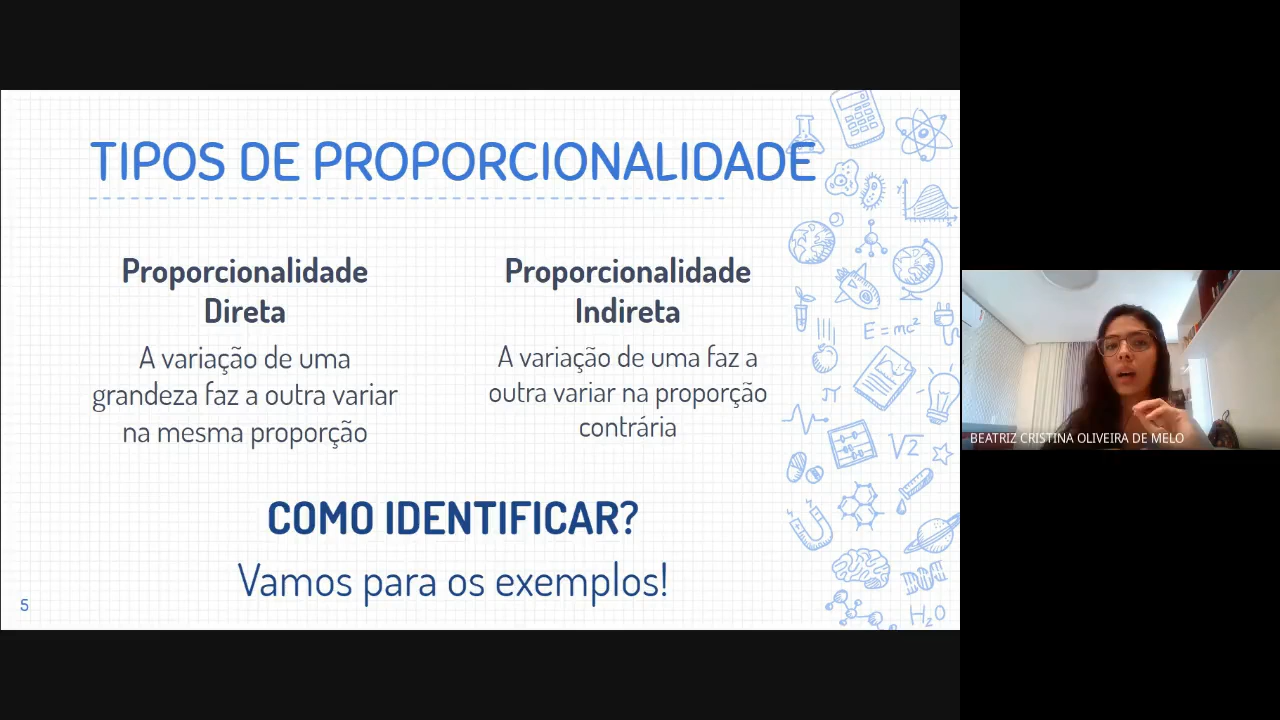 TIPOS DE PROPORCIONALIDADE
Proporcionalidade
Direta
A variação de uma
grandeza faz a outra variar
na mesma proporção
Proporcionalidade
Indireta
A variação de uma faz a
outra variar na proporção
contrária
COMO IDENTIFICAR?
Vamos para os exemplos!
5
y
x
E=mc²
π
√2
H₂O
BEATRIZ CRISTINA OLIVEIRA DE MELO